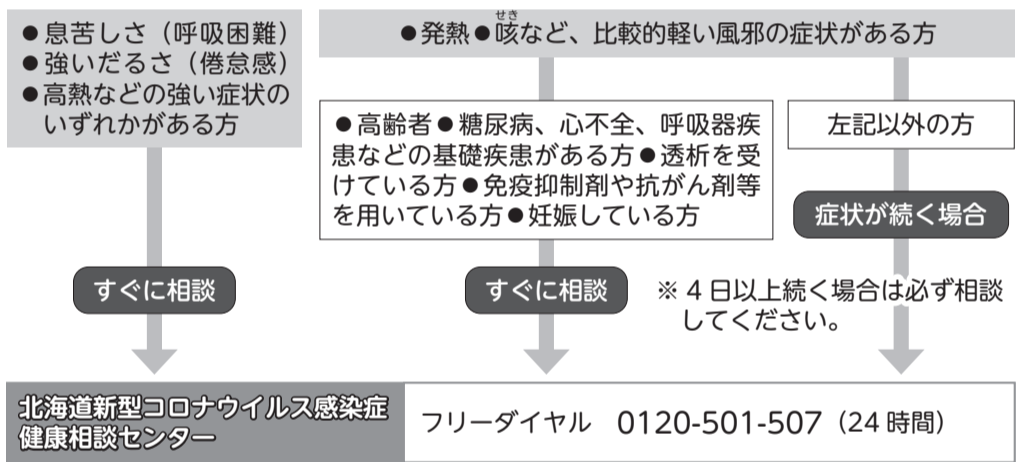 ●息苦しさ（呼吸困難）
●強いだるさ（倦怠感）
●高熱などの強い症状の
いずれかがある方
せき
●発熱●咳など、比較的軽い風邪の症状がある方
●高齢者●糖尿病、心不全、呼吸器疾
患などの基礎疾患がある方●透析を受
けている方●免疫抑制剤や抗がん剤等
を用いている方●妊娠している方
左記以外の方
症状が続く場合
すぐに相談
すぐに相談
※４日以上続く場合は必ず相談
してください。
北海道新型コロナウイルス感染症
健康相談センター
フリーダイヤル　0120-501-507（24時間）